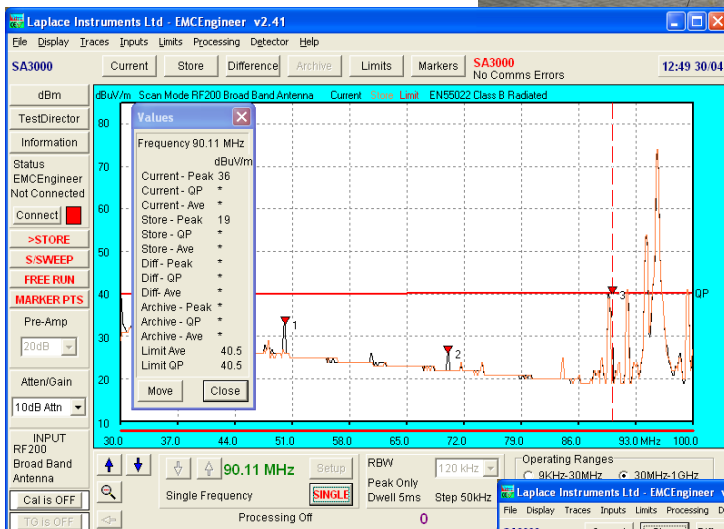 Laplace Instruments Ltd - EMCEngineer v2.41
File Display Traces Inputs Limits Processing Detector Help
SA3000 Current Store Difference Archive Limits Markers SA3000 No Comms Errors 12:49 30/04
dBm
TestDirector
Information
Status
EMCEngineer
Not Connected
Connect
>STORE
S/SWEEP
FREE RUN
MARKER PTS
Pre-Amp
20dB
Atten/Gain
10dB Attn
INPUT
RF200
Broad Band
Antenna
Cal is OFF
TG is OFF
dBuV/m Scan Mode RF200 Broad Band Antenna Current Store Limit EN55022 Class B Radiated
80
70
60
50
40
30
20
10
Values
Frequency 90.11 MHz
dBuV/m
Current - Peak 36
Current - QP *
Current - Ave *
Store - Peak 19
Store - QP *
Store - Ave *
Diff - Peak *
Diff - QP *
Diff- Ave *
Archive - Peak *
Archive - QP *
Archive - Ave *
Limit Ave 40.5
Limit QP 40.5
Move Close
1
2
3
QP
30.0 37.0 44.0 51.0 58.0 65.0 72.0 79.0 86.0 93.0 MHz 100.0
90.11 MHz Setup
Single Frequency SINGLE
Processing Off
RBW 120 kHz
Peak Only
Dwell 5ms Step 50kHz
0
Operating Ranges
9KHz-30MHz 30MHz-1GHz
Laplace Instruments Ltd - EMCEngineer
File Display Traces Inputs Limits Processing
SA3000